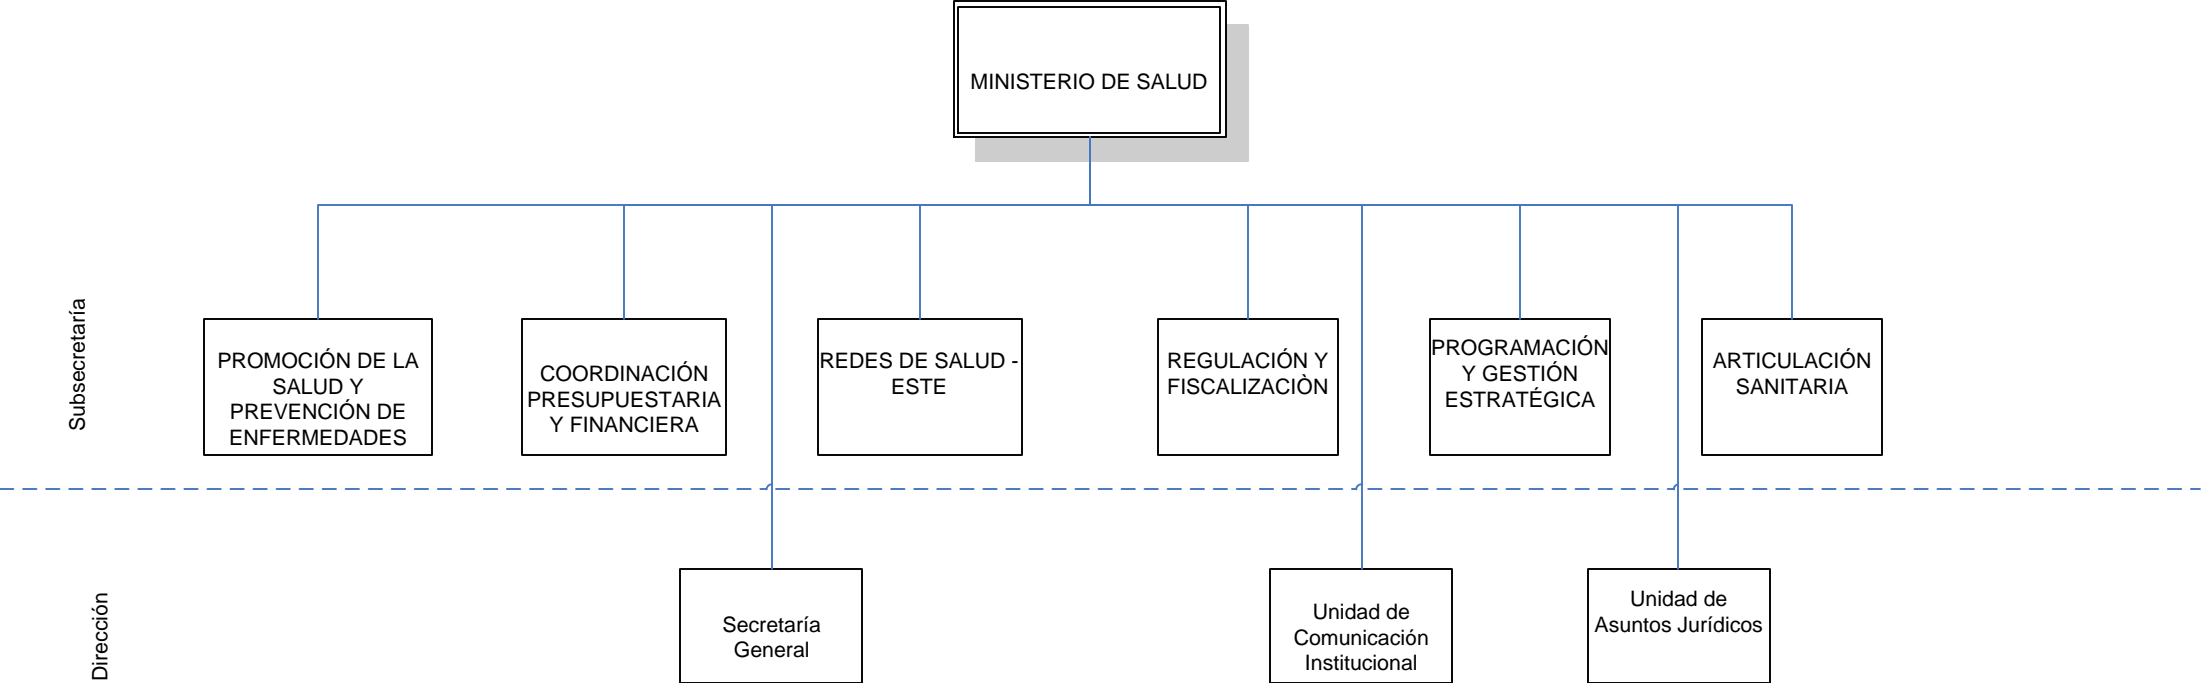 MINISTERIO DE SALUD
Subsecretaría
PROMOCIÓN DE LA
SALUD Y
PREVENCIÓN DE
ENFERMEDADES
COORDINACIÓN
PRESUPUESTARIA
Y FINANCIERA
REDES DE SALUD -
ESTE
REGULACIÓN Y
FISCALIZACIÒN
PROGRAMACIÓN
Y GESTIÓN
ESTRATÉGICA
ARTICULACIÓN
SANITARIA
Dirección
Secretaría
General
Unidad de
Comunicación
Institucional
Unidad de
Asuntos Jurídicos